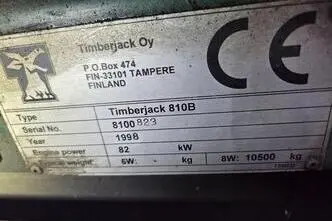 Timberjack Oy
P.O.Box 474
FIN-33101 TAMPERE
FINLAND
CE
Type Timberjack 810B
Serial No. 8100823
Year 1998
Engine power 82 kW
weight 6W: - kg 8W: 10500 kg